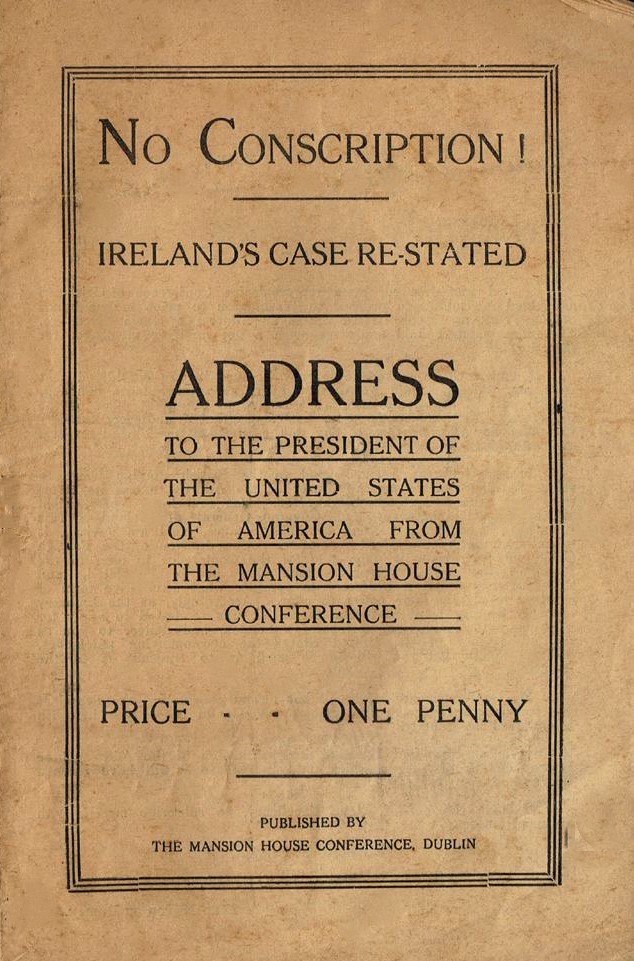 No Conscription!
IRELAND'S CASE RE-STATED
ADDRESS
TO THE PRESIDENT OF
THE UNITED STATES
OF AMERICA FROM
THE MANSION HOUSE
— CONFERENCE —
PRICE - - ONE PENNY
PUBLISHED BY
THE MANSION HOUSE CONFERENCE, DUBLIN